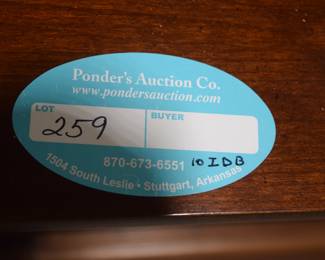 Ponder's Auction Co.
www.pondersauction.com
LOT BUYER
259
870-673-6551 10 IDB
1504 South Leslie • Stuttgart, Arkansas